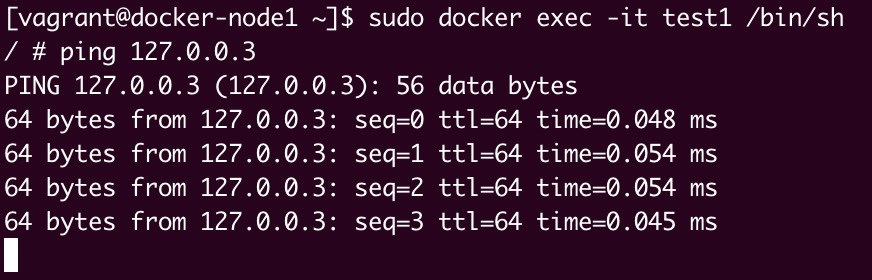 [vagrant@docker-node1 ~]$ sudo docker exec -it test1 /bin/sh
/ # ping 127.0.0.3
PING 127.0.0.3 (127.0.0.3): 56 data bytes
64 bytes from 127.0.0.3: seq=0 ttl=64 time=0.048 ms
64 bytes from 127.0.0.3: seq=1 ttl=64 time=0.054 ms
64 bytes from 127.0.0.3: seq=2 ttl=64 time=0.054 ms
64 bytes from 127.0.0.3: seq=3 ttl=64 time=0.045 ms